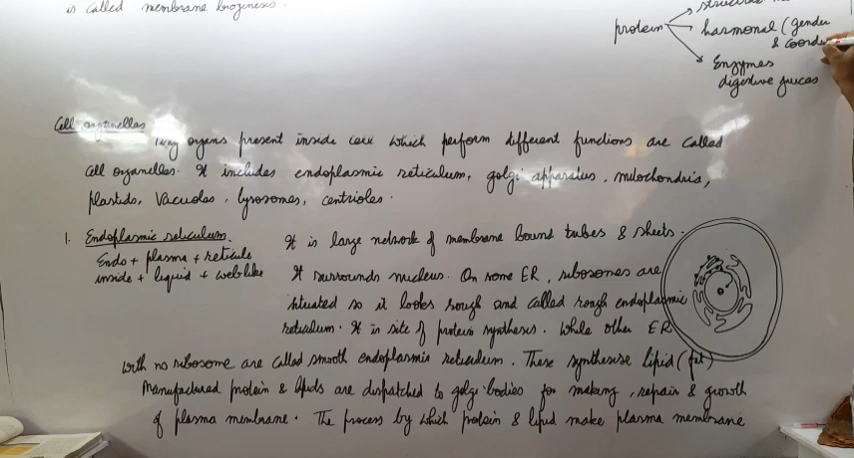 is called membrane biogenesis.
protein
structural
harmonal (gender
& coordi
Enzymes
digestive juices
Cell organellas
Tiny organs present inside cell which perform different functions are called
cell organelles. It includes endoplasmic reticulum, golgi apparatus, mitochondria,
plastids, Vacuoles, lysosomes, centrioles.
1. Endoplasmic reticulum.
Endo + plasma + reticule
inside + liquid + weblike
It is large network of membrane bound tubes & sheets.
It surrounds nucleus. On some ER, ribosomes are
situated so it looks rough and called rough endoplasmic
reticulum. It is site of protein synthesis. While other ER
with no ribosome are called smooth endoplasmic reticulum. These synthesise lipid (fat)
Manufactured protein & lipids are dispatched to golgi bodies for making, repair & growth
of plasma membrane. The process by which protein & lipid make plasma membrane